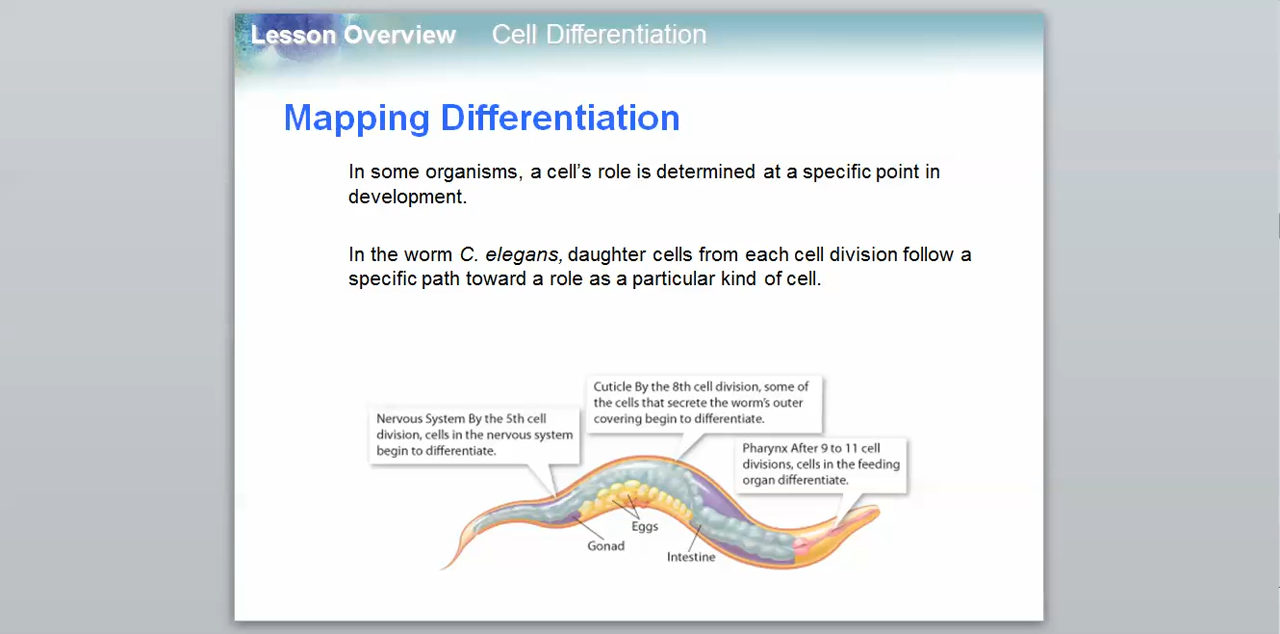 Lesson Overview Cell Differentiation
Mapping Differentiation
In some organisms, a cell’s role is determined at a specific point in
development.
In the worm C. elegans, daughter cells from each cell division follow a
specific path toward a role as a particular kind of cell.
Nervous System By the 5th cell
division, cells in the nervous system
begin to differentiate.
Cuticle By the 8th cell division, some of
the cells that secrete the worm’s outer
covering begin to differentiate.
Pharynx After 9 to 11 cell
divisions, cells in the feeding
organ differentiate.
Eggs
Gonad
Intestine